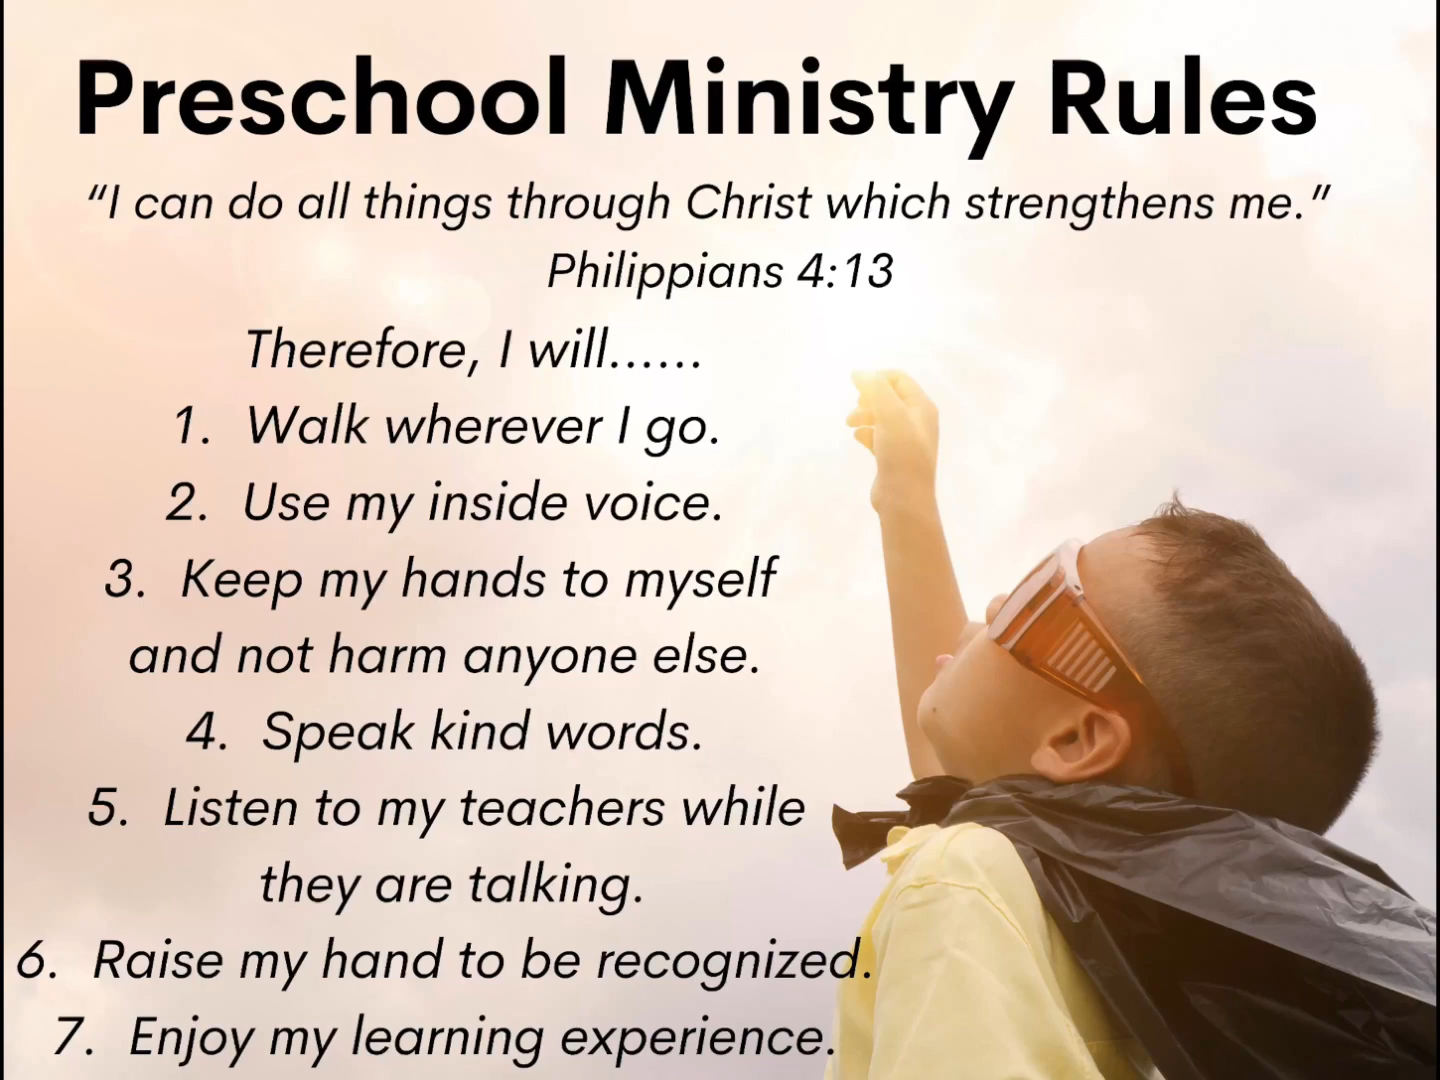 Preschool Ministry Rules
“I can do all things through Christ which strengthens me.”
Philippians 4:13
Therefore, I will......
1. Walk wherever I go.
2. Use my inside voice.
3. Keep my hands to myself
and not harm anyone else.
4. Speak kind words.
5. Listen to my teachers while
they are talking.
6. Raise my hand to be recognized.
7. Enjoy my learning experience.